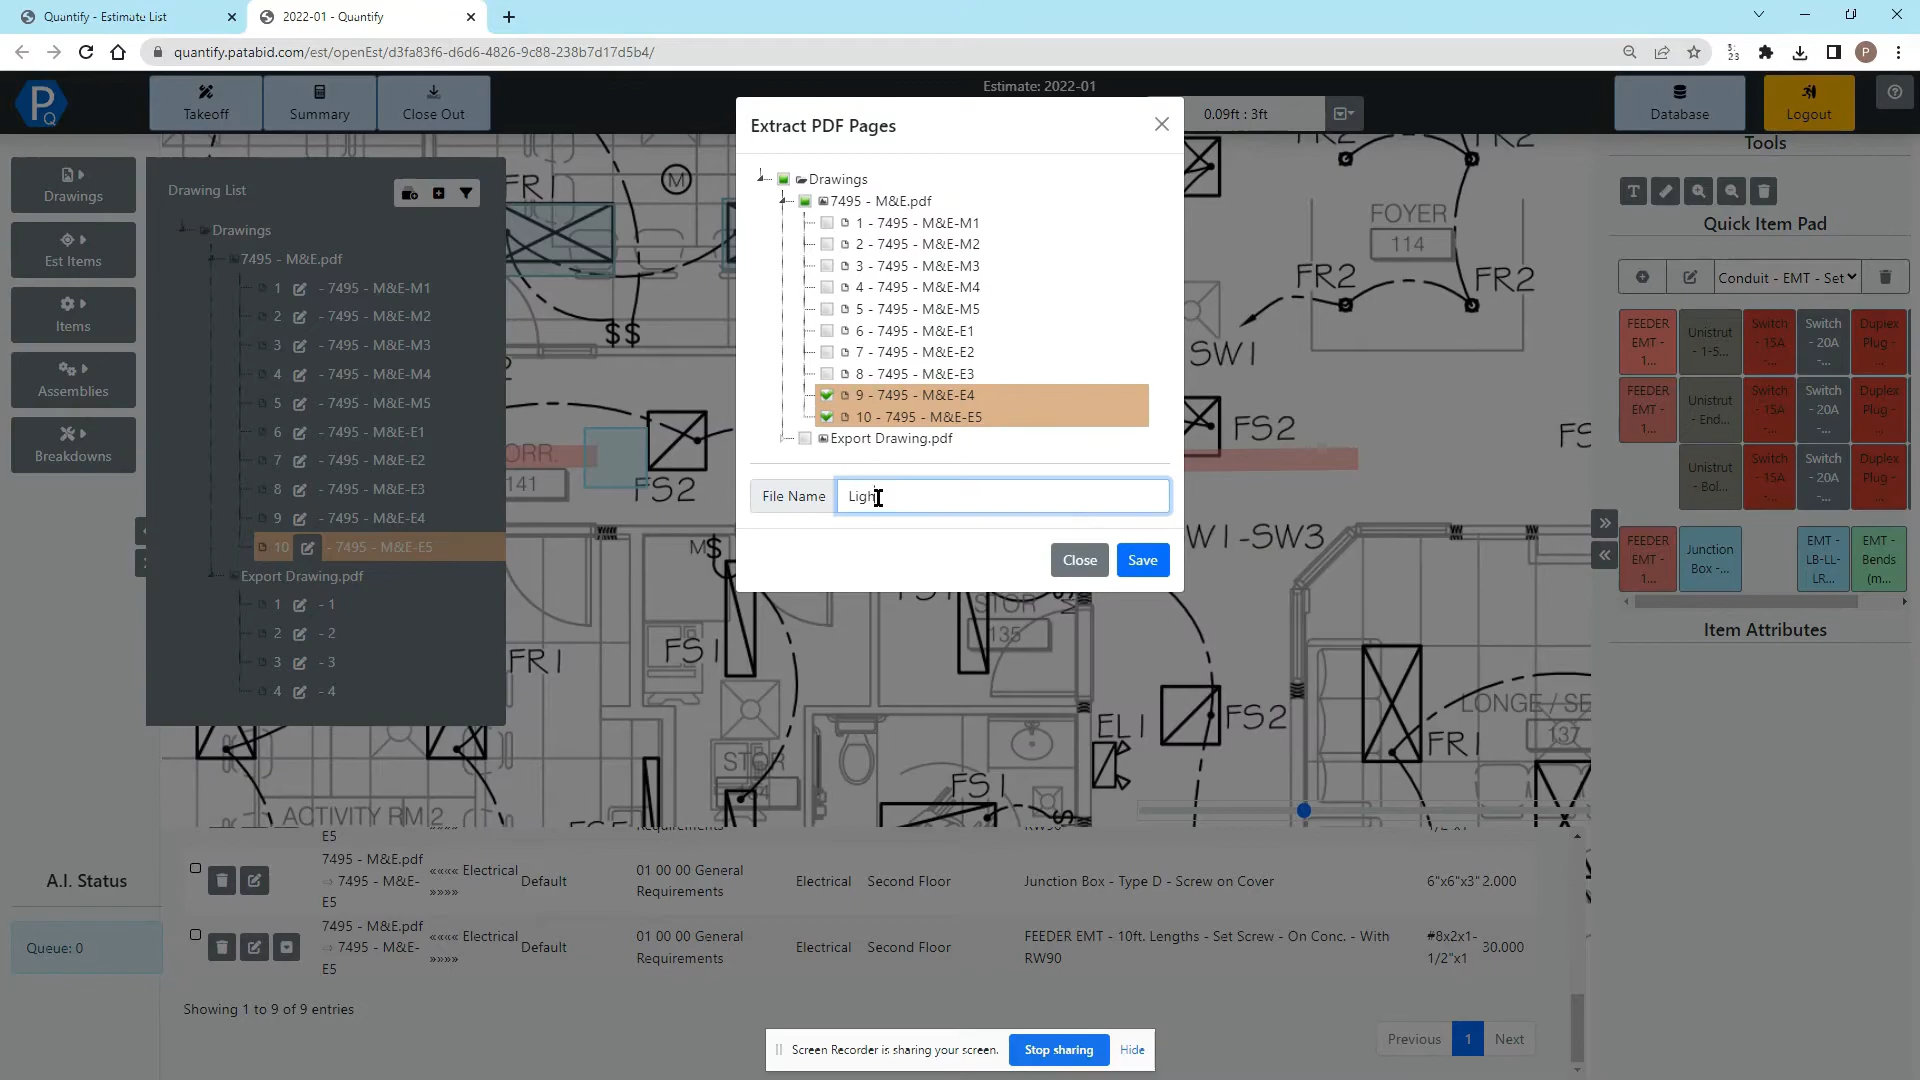 Quantify - Estimate List
2022-01 - Quantify
quantify.patabid.com/est/openEst/d3fa83f6-d6d6-4826-9c88-238b7d17d5b4/
P
Takeoff
Summary
Close Out
Estimate: 2022-01
0.09ft : 3ft
Database
Logout
Drawings
Est Items
Items
Assemblies
Breakdowns
A.I. Status
Queue: 0
Drawing List
Drawings
7495 - M&E.pdf
1 - 7495 - M&E-M1
2 - 7495 - M&E-M2
3 - 7495 - M&E-M3
4 - 7495 - M&E-M4
5 - 7495 - M&E-M5
6 - 7495 - M&E-E1
7 - 7495 - M&E-E2
8 - 7495 - M&E-E3
9 - 7495 - M&E-E4
10 - 7495 - M&E-E5
Export Drawing.pdf
1 - 1
2 - 2
3 - 3
4 - 4
Extract PDF Pages
Drawings
7495 - M&E.pdf
1 - 7495 - M&E-M1
2 - 7495 - M&E-M2
3 - 7495 - M&E-M3
4 - 7495 - M&E-M4
5 - 7495 - M&E-M5
6 - 7495 - M&E-E1
7 - 7495 - M&E-E2
8 - 7495 - M&E-E3
9 - 7495 - M&E-E4
10 - 7495 - M&E-E5
Export Drawing.pdf
File Name
Ligh
Close
Save
FR1
M
$$
141
FS2
FS2
FOYER
114
FR2
FR2
SW1
W1-SW3
FR1
FS1
STOR
135
FS1
EL1
FS2
FR1
137
ACTIVITY RM 2
Tools
Quick Item Pad
Conduit - EMT - Set
FEEDER EMT - 1...
Unistrut - 1-5...
Switch - 15A -...
Switch - 20A -...
Duplex Plug -
FEEDER EMT - 1...
Unistrut - End...
Switch - 15A -...
Switch - 20A -...
Duplex Plug -
Unistrut - Bol...
Switch - 15A -...
Switch - 20A -...
Duplex Plug -
FEEDER EMT - 1...
Junction Box -...
EMT - LB-LL-LR...
EMT - Bends (m...
Item Attributes
E5
7495 - M&E.pdf
⇨ 7495 - M&E-
E5
«««« Electrical
»»»»
Default
01 00 00 General
Requirements
Electrical
Second Floor
Junction Box - Type D - Screw on Cover
6"x6"x3" 2.000
7495 - M&E.pdf
⇨ 7495 - M&E-
E5
«««« Electrical
»»»»
Default
01 00 00 General
Requirements
Electrical
Second Floor
FEEDER EMT - 10ft. Lengths - Set Screw - On Conc. - With
RW90
#8x2x1-
1/2"x1
30.000
Showing 1 to 9 of 9 entries
Previous
1
Next
Screen Recorder is sharing your screen.
Stop sharing
Hide